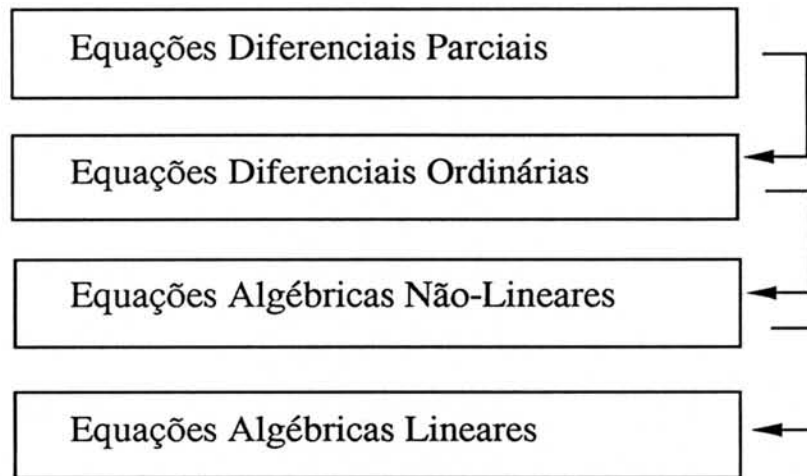 Equações Diferenciais Parciais
Equações Diferenciais Ordinárias
Equações Algébricas Não-Lineares
Equações Algébricas Lineares